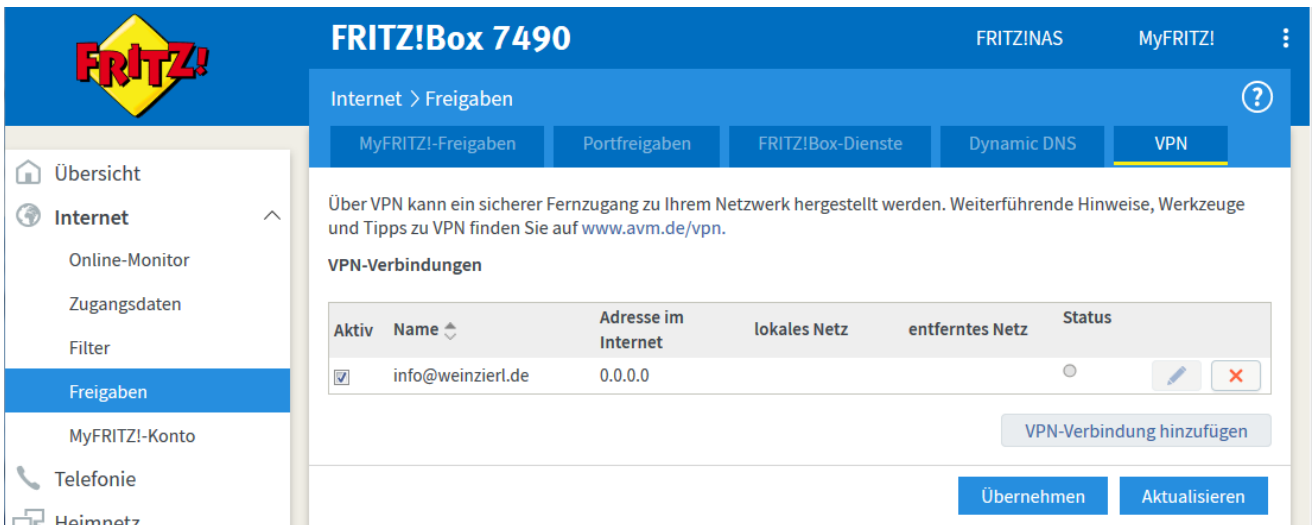 FRITZ!
FRITZ!Box 7490
FRITZ!NAS
MyFRITZ!
Internet > Freigaben
?
MyFRITZ!-Freigaben
Portfreigaben
FRITZ!Box-Dienste
Dynamic DNS
VPN
Übersicht
Internet
Online-Monitor
Zugangsdaten
Filter
Freigaben
MyFRITZ!-Konto
Telefonie
Heimnetz
Über VPN kann ein sicherer Fernzugang zu Ihrem Netzwerk hergestellt werden. Weiterführende Hinweise, Werkzeuge
und Tipps zu VPN finden Sie auf www.avm.de/vpn.
VPN-Verbindungen
Aktiv
Name
Adresse im
Internet
lokales Netz
entferntes Netz
Status
info@weinzierl.de
0.0.0.0
VPN-Verbindung hinzufügen
Übernehmen
Aktualisieren